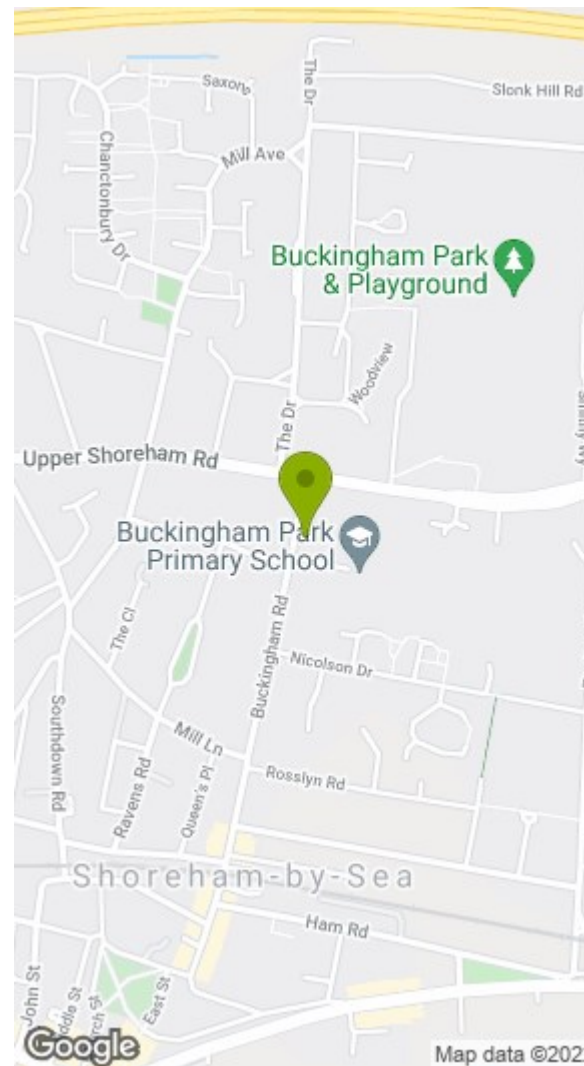 Saxons
The Dr
Slonk Hill Rd
Chanctonbury Dr
Mill Ave
Buckingham Park
& Playground
Woodview
The Dr
Upper Shoreham Rd
Buckingham Park
Primary School
The Cl
Buckingham Rd
Nicolson Dr
Southdown Rd
Mill Ln
Ravens Rd
Queen's Pl
Rosslyn Rd
Shoreham-by-Sea
Ham Rd
John St
East St
Google
Map data ©202